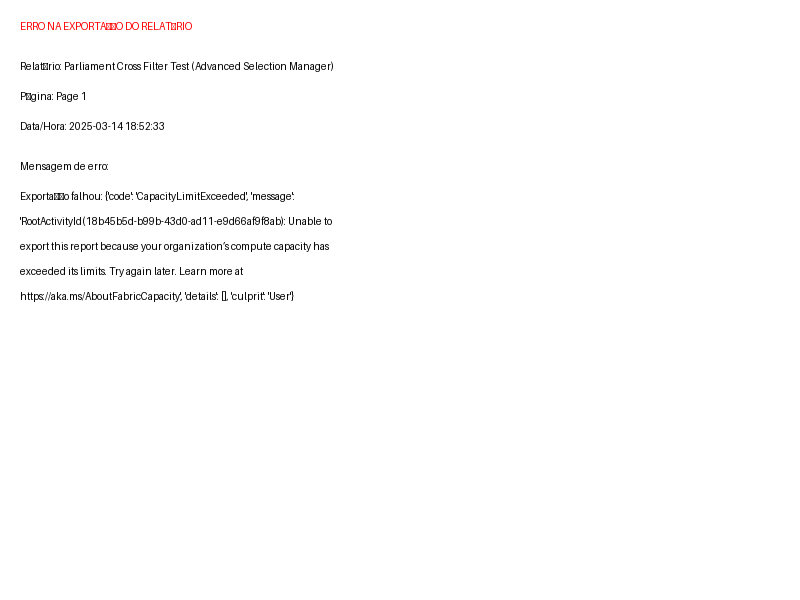 ERRO NA EXPORTA▯▯O DO RELAT▯RIO
Relat▯rio: Parliament Cross Filter Test (Advanced Selection Manager)
P▯gina: Page 1
Data/Hora: 2025-03-14 18:52:33
Mensagem de erro:
Exporta▯▯o falhou: {'code': 'CapacityLimitExceeded', 'message':
'RootActivityId(18b45b5d-b99b-43d0-ad11-e9d66af9f8ab): Unable to
export this report because your organization’s compute capacity has
exceeded its limits. Try again later. Learn more at
https://aka.ms/AboutFabricCapacity', 'details': [], 'culprit': 'User'}